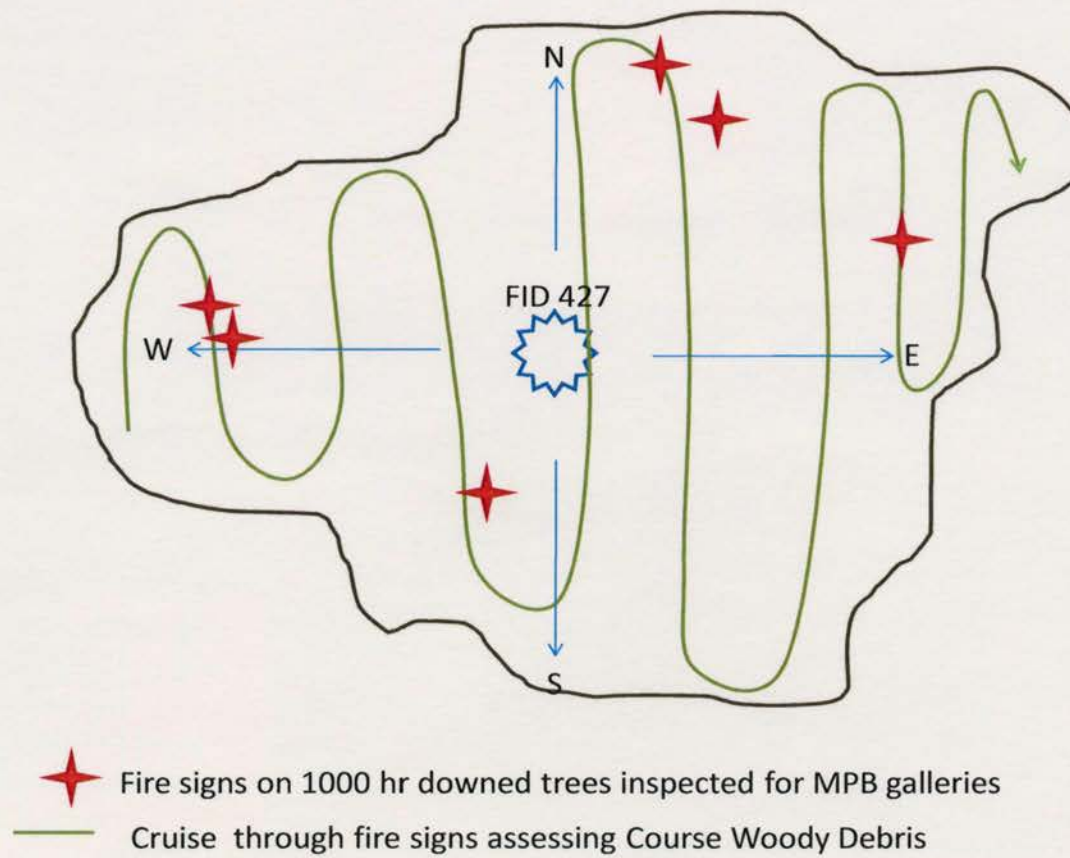 N
FID 427
W
E
S
Fire signs on 1000 hr downed trees inspected for MPB galleries
Cruise through fire signs assessing Course Woody Debris